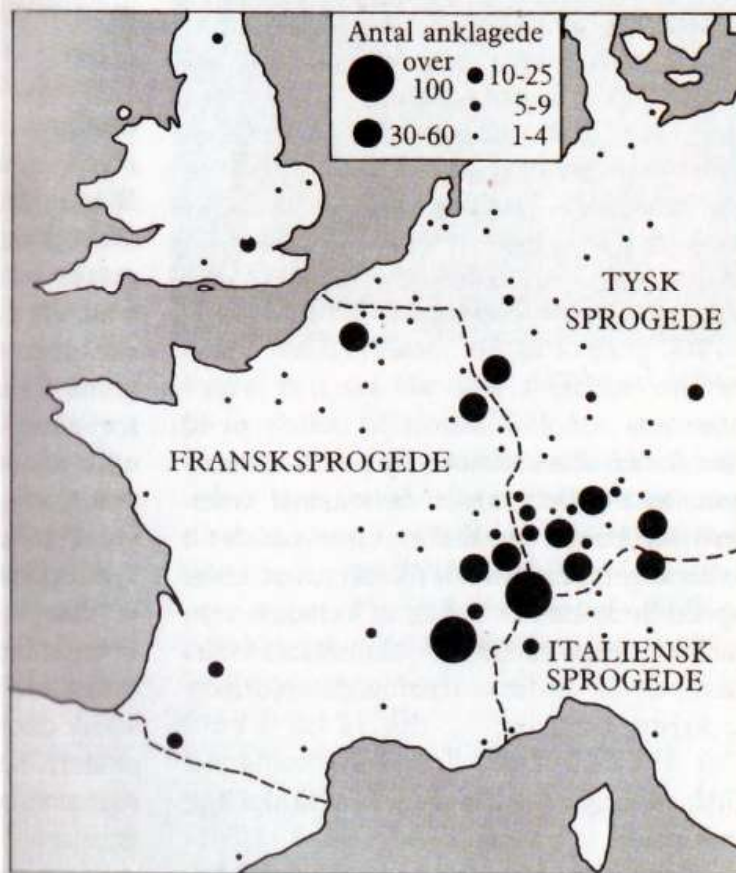 Antal anklagede
over
100
10-25
5-9
30-60
1-4
TYSK
SPROGEDE
FRANSKSPROGEDE
ITALIENSK
SPROGEDE